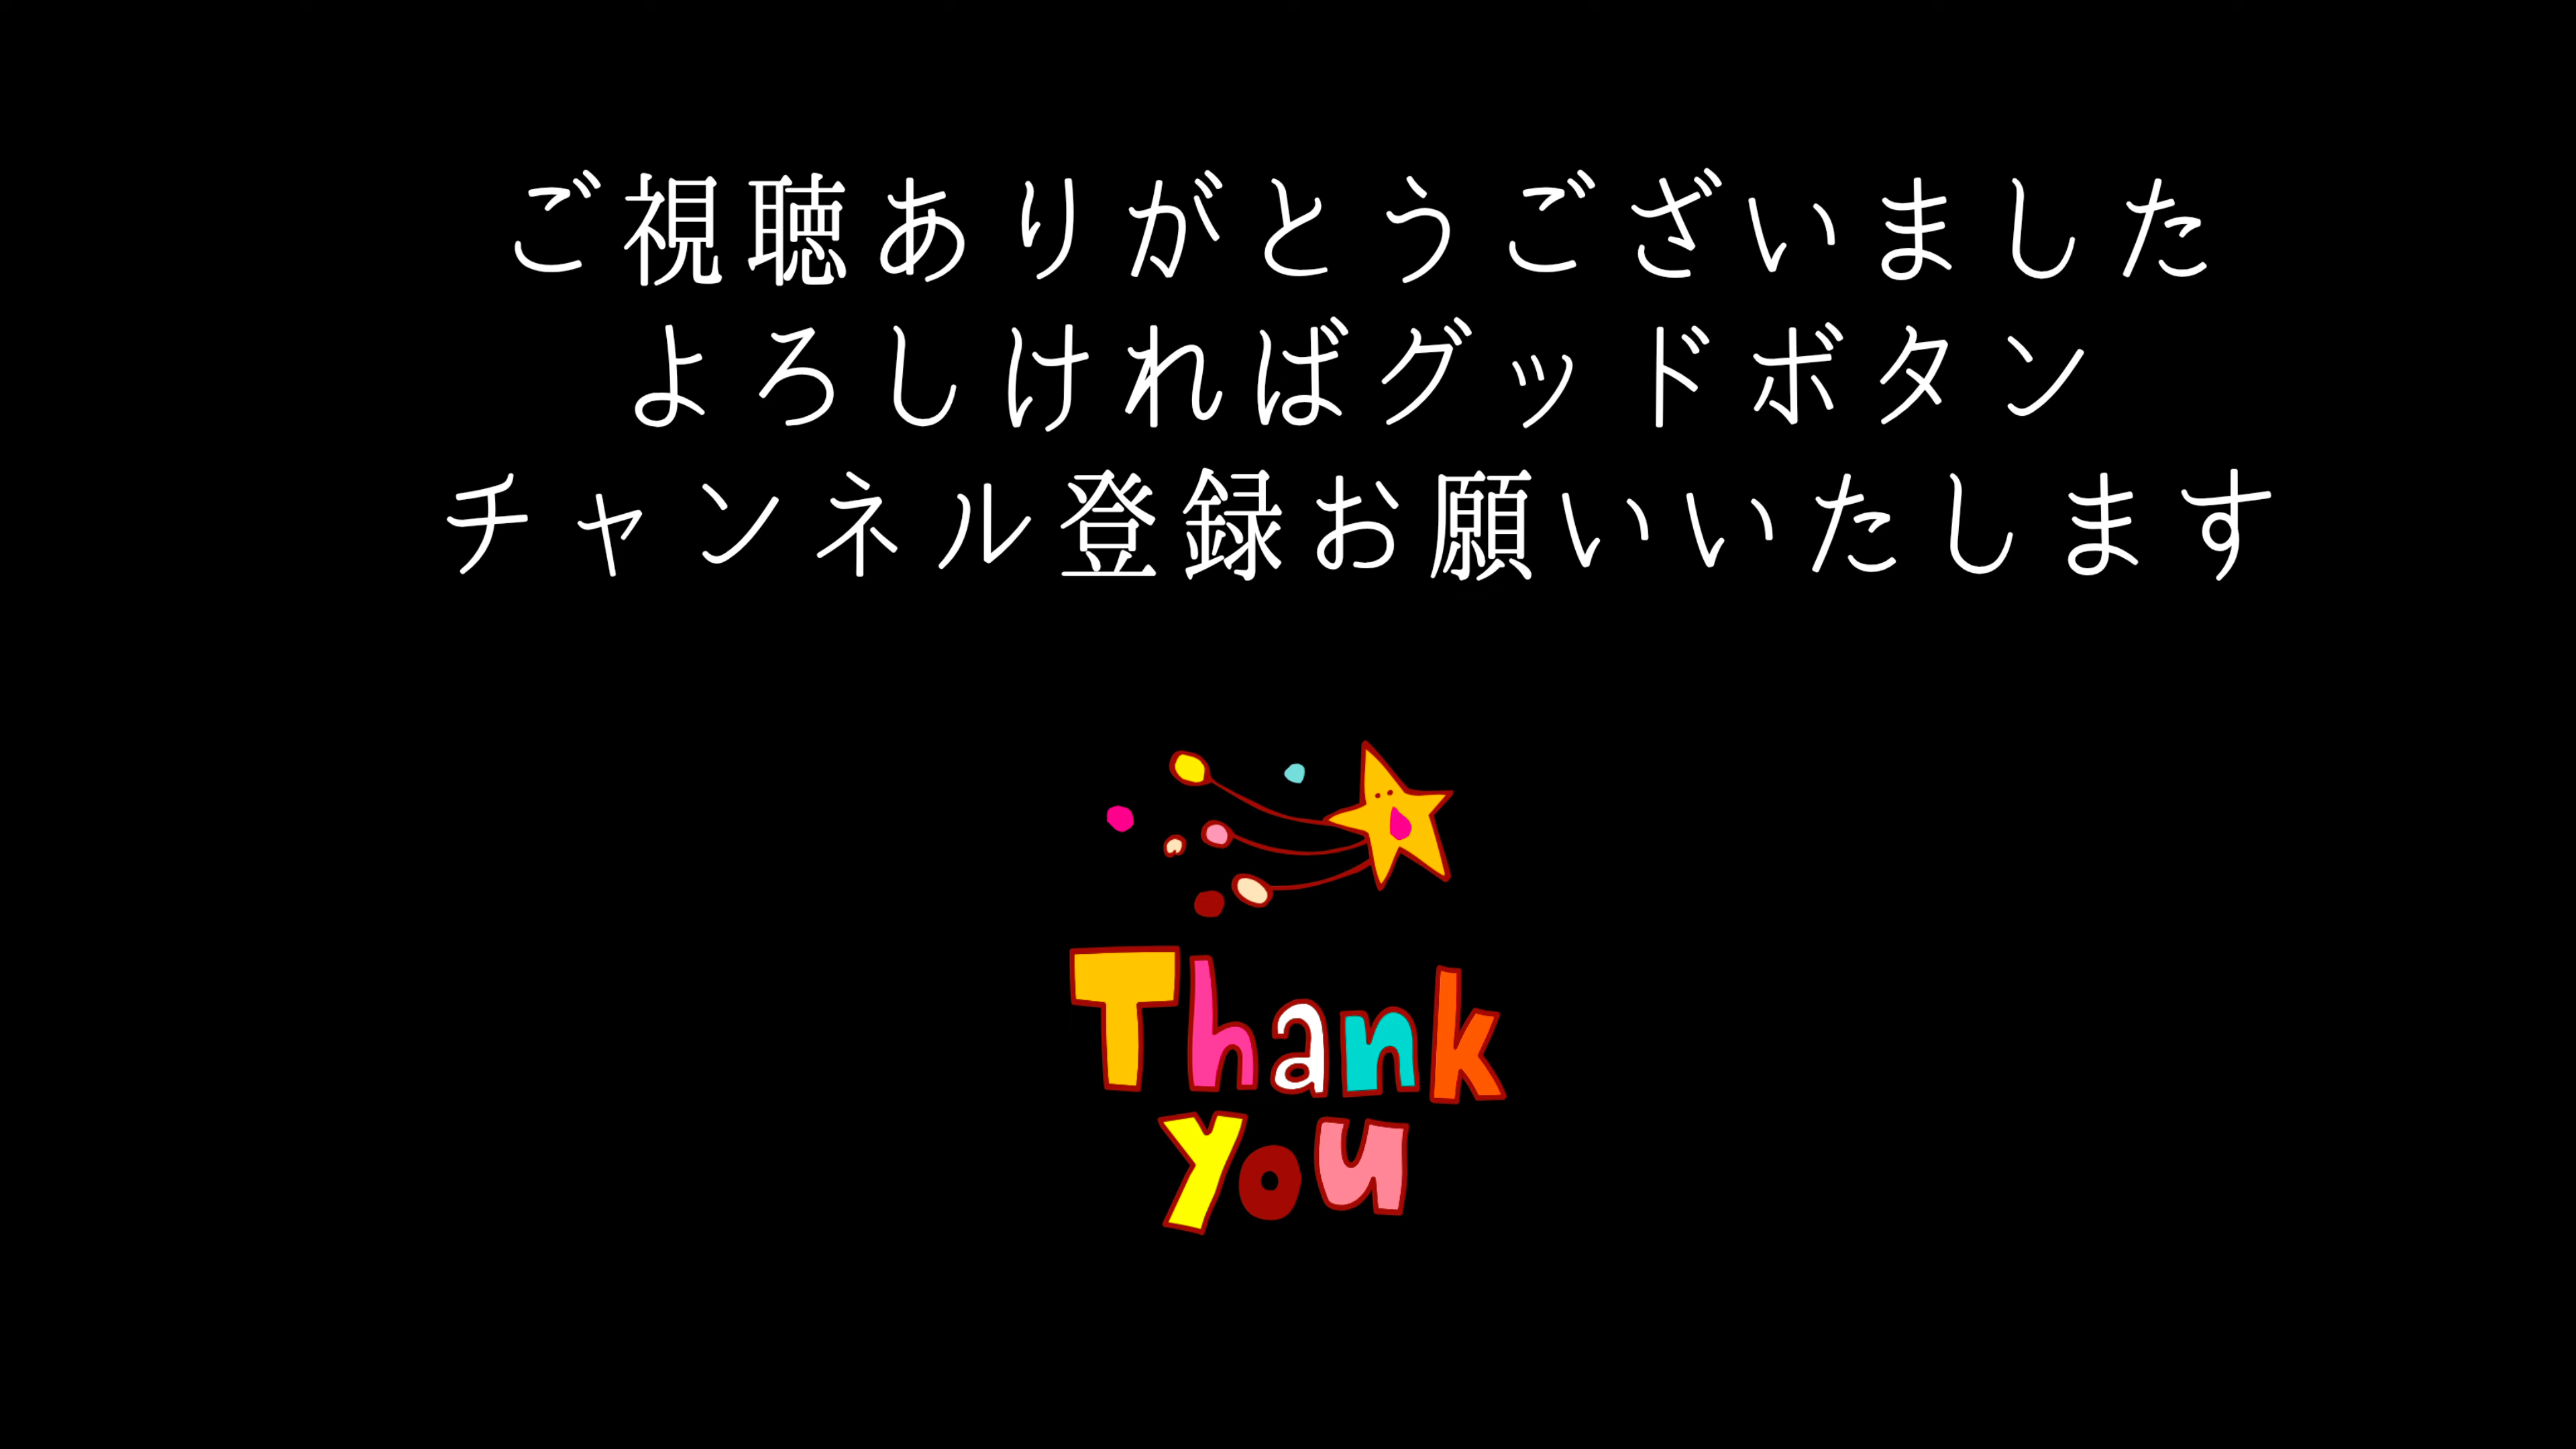 ご視聴ありがとうございました
よろしければグッドボタン
チャンネル登録お願いいたします
Thank
you